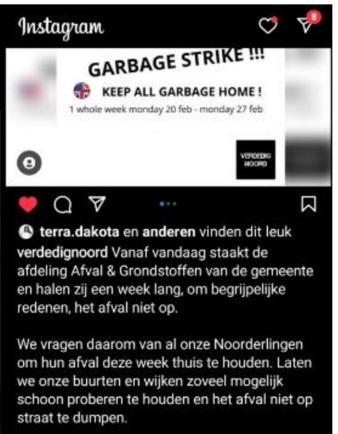 Instagram
8
GARBAGE STRIKE !!!
KEEP ALL GARBAGE HOME !
1 whole week monday 20 feb - monday 27 feb
VERDEDIG
NOORD
terra.dakota en anderen vinden dit leuk
verdedignoord Vanaf vandaag staakt de
afdeling Afval & Grondstoffen van de gemeente
en halen zij een week lang, om begrijpelijke
redenen, het afval niet op.
We vragen daarom van al onze Noorderlingen
om hun afval deze week thuis te houden. Laten
we onze buurten en wijken zoveel mogelijk
schoon proberen te houden en het afval niet op
straat te dumpen.